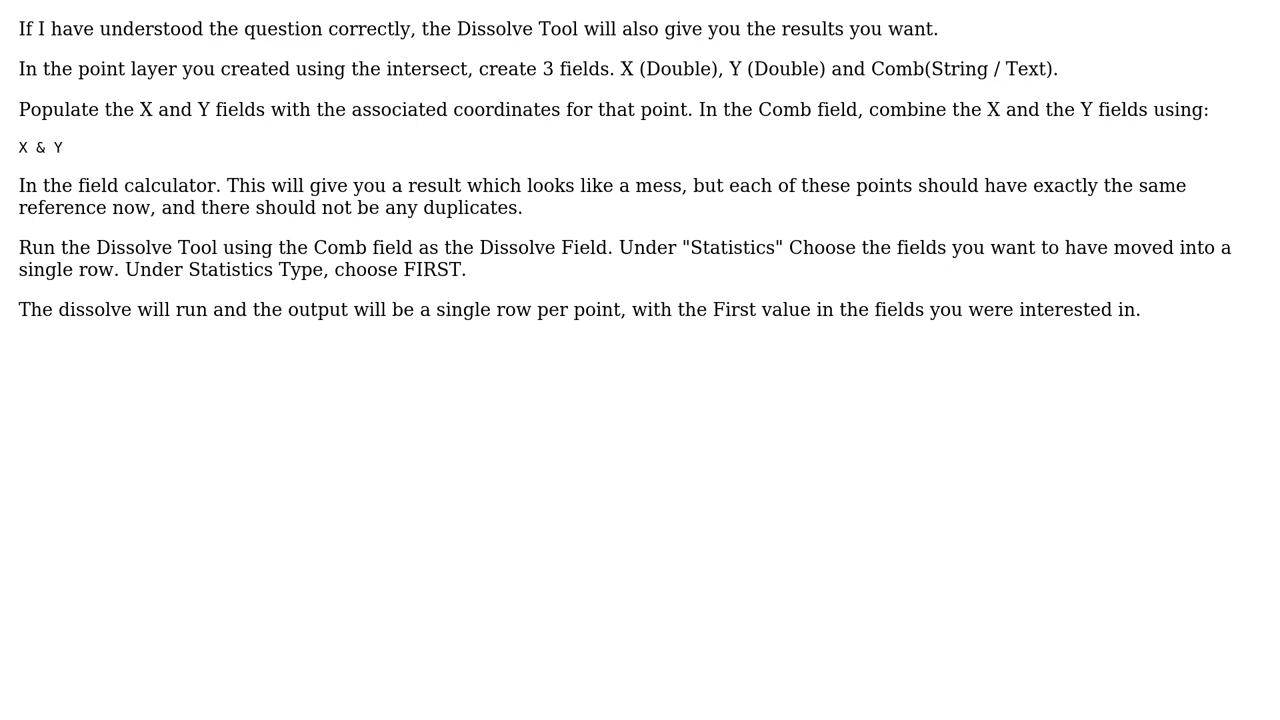 If I have understood the question correctly, the Dissolve Tool will also give you the results you want.
In the point layer you created using the intersect, create 3 fields. X (Double), Y (Double) and Comb(String / Text).
Populate the X and Y fields with the associated coordinates for that point. In the Comb field, combine the X and the Y fields using:
X & Y
In the field calculator. This will give you a result which looks like a mess, but each of these points should have exactly the same
reference now, and there should not be any duplicates.
Run the Dissolve Tool using the Comb field as the Dissolve Field. Under "Statistics" Choose the fields you want to have moved into a
single row. Under Statistics Type, choose FIRST.
The dissolve will run and the output will be a single row per point, with the First value in the fields you were interested in.